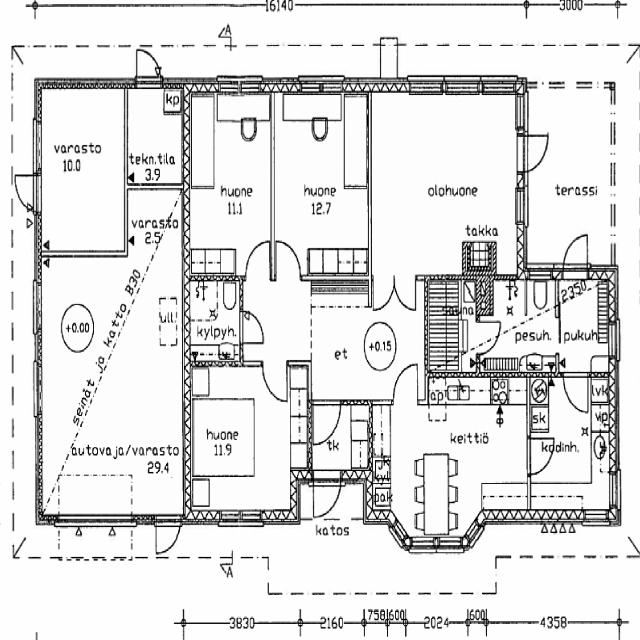 16140
3000
A
kp
varasto
10.0
tekn.tila
3.9
huone
11.1
huone
12.7
olohuone
terassi
varasto
2.5
takka
seinät ja katto B30
+0.00
ull.
kylpyh.
et
+0.15
sauna
2350
pesuh.
pukuh.
huone
11.9
autovaja/varasto
29.4
tk
ap
keittiö
sk
lvk
vp
kodinh.
jk
pak
katos
A
3830
2160
750
600
2024
600
4358